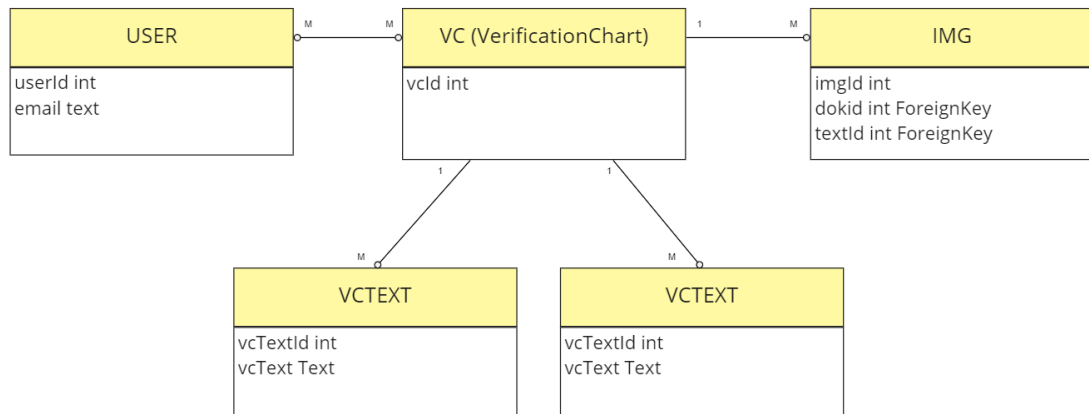 USER
userId int
email text
M
M
VC (VerificationChart)
vcId int
1
M
IMG
imgId int
dokid int ForeignKey
textId int ForeignKey
1
1
M
M
VCTEXT
vcTextId int
vcText Text
VCTEXT
vcTextId int
vcText Text